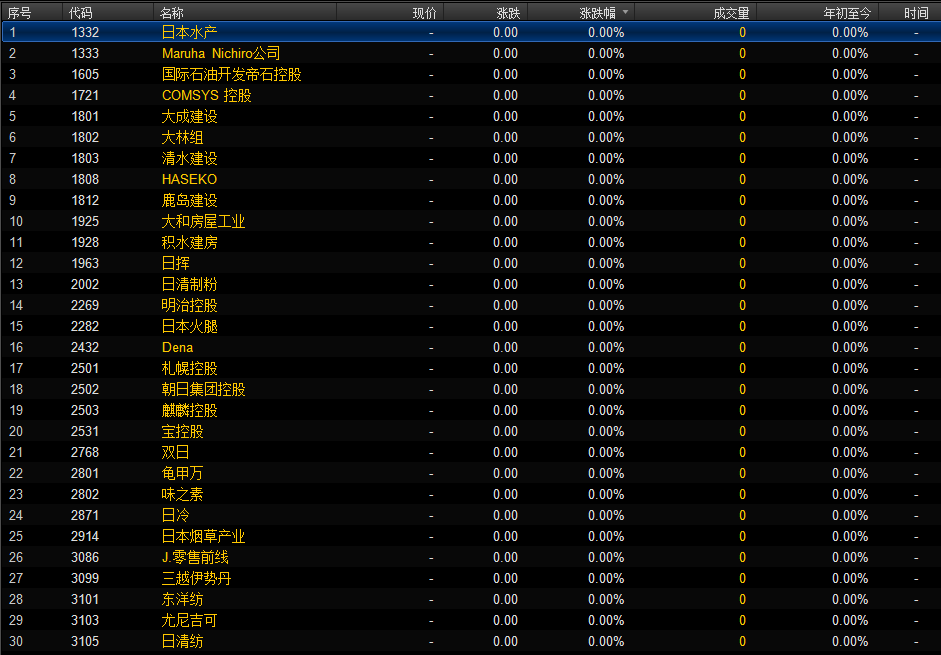 序号 代码 名称 现价 涨跌 涨跌幅 成交量 年初至今 时间
1 1332 日本水产 - 0.00 0.00% 0 0.00% -
2 1333 Maruha Nichiro公司 - 0.00 0.00% 0 0.00% -
3 1605 国际石油开发帝石控股 - 0.00 0.00% 0 0.00% -
4 1721 COMSYS 控股 - 0.00 0.00% 0 0.00% -
5 1801 大成建设 - 0.00 0.00% 0 0.00% -
6 1802 大林组 - 0.00 0.00% 0 0.00% -
7 1803 清水建设 - 0.00 0.00% 0 0.00% -
8 1808 HASEKO - 0.00 0.00% 0 0.00% -
9 1812 鹿岛建设 - 0.00 0.00% 0 0.00% -
10 1925 大和房屋工业 - 0.00 0.00% 0 0.00% -
11 1928 积水建房 - 0.00 0.00% 0 0.00% -
12 1963 日挥 - 0.00 0.00% 0 0.00% -
13 2002 日清制粉 - 0.00 0.00% 0 0.00% -
14 2269 明治控股 - 0.00 0.00% 0 0.00% -
15 2282 日本火腿 - 0.00 0.00% 0 0.00% -
16 2432 Dena - 0.00 0.00% 0 0.00% -
17 2501 札幌控股 - 0.00 0.00% 0 0.00% -
18 2502 朝日集团控股 - 0.00 0.00% 0 0.00% -
19 2503 麒麟控股 - 0.00 0.00% 0 0.00% -
20 2531 宝控股 - 0.00 0.00% 0 0.00% -
21 2768 双日 - 0.00 0.00% 0 0.00% -
22 2801 龟甲万 - 0.00 0.00% 0 0.00% -
23 2802 味之素 - 0.00 0.00% 0 0.00% -
24 2871 日冷 - 0.00 0.00% 0 0.00% -
25 2914 日本烟草产业 - 0.00 0.00% 0 0.00% -
26 3086 J.零售前线 - 0.00 0.00% 0 0.00% -
27 3099 三越伊势丹 - 0.00 0.00% 0 0.00% -
28 3101 东洋纺 - 0.00 0.00% 0 0.00% -
29 3103 尤尼吉可 - 0.00 0.00% 0 0.00% -
30 3105 日清纺 - 0.00 0.00% 0 0.00% -